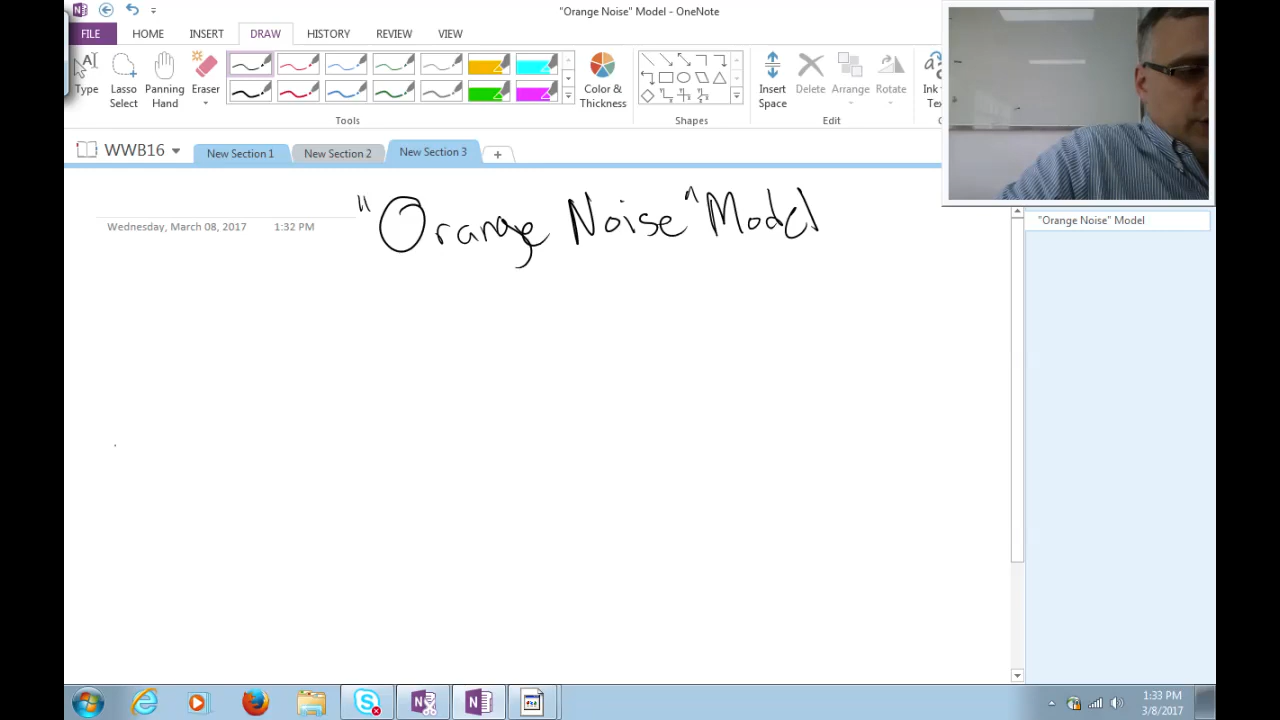 "Orange Noise" Model - OneNote
FILE HOME INSERT DRAW HISTORY REVIEW VIEW
Type
Lasso Select
Panning Hand
Eraser
Color & Thickness
Insert Space
Delete
Arrange
Rotate
Ink to
Tools
Shapes
Edit
WWB16
New Section 1
New Section 2
New Section 3
"Orange Noise" Model
Wednesday, March 08, 2017 1:32 PM
"Orange Noise" Model
1:33 PM
3/8/2017